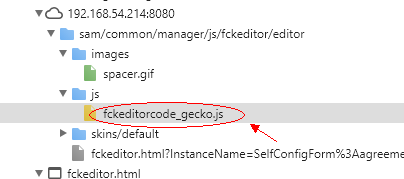 192.168.54.214:8080
sam/common/manager/js/fckeditor/editor
images
spacer.gif
js
fckeditorcode_gecko.js
skins/default
fckeditor.html?InstanceName=SelfConfigForm%3Aagreeme
fckeditor.html